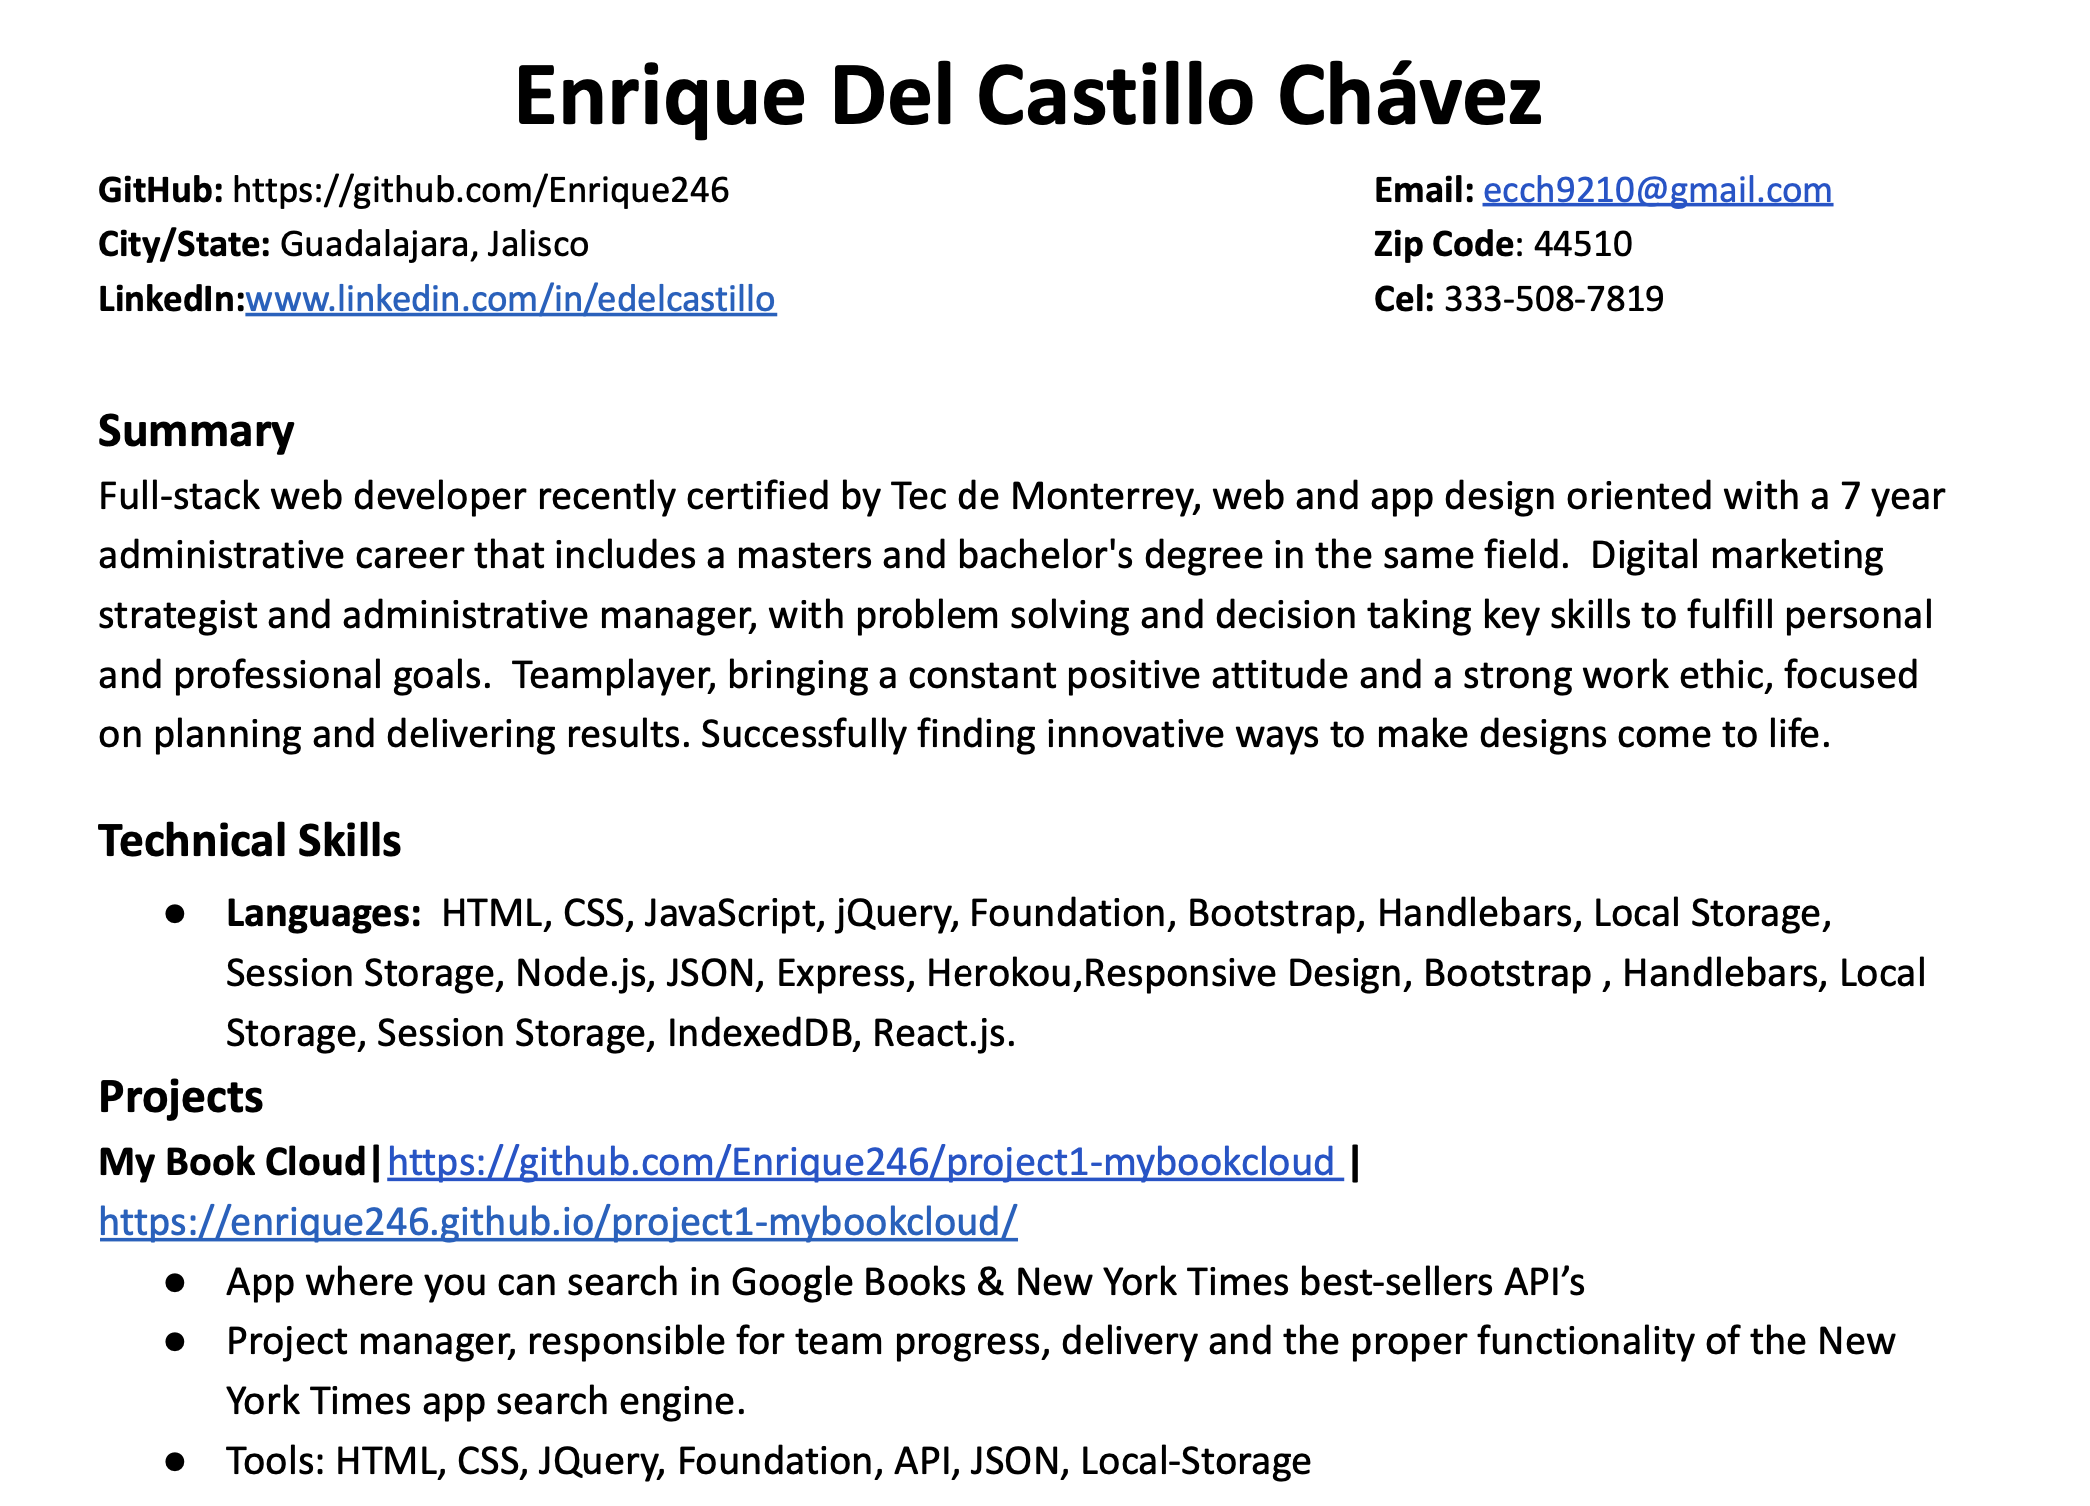 Enrique Del Castillo Chávez
GitHub: https://github.com/Enrique246
Email: ecch9210@gmail.com
City/State: Guadalajara, Jalisco
Zip Code: 44510
LinkedIn:www.linkedin.com/in/edelcastillo
Cel: 333-508-7819
Summary
Full-stack web developer recently certified by Tec de Monterrey, web and app design oriented with a 7 year
administrative career that includes a masters and bachelor's degree in the same field.  Digital marketing
strategist and administrative manager, with problem solving and decision taking key skills to fulfill personal
and professional goals.  Teamplayer, bringing a constant positive attitude and a strong work ethic, focused
on planning and delivering results. Successfully finding innovative ways to make designs come to life.
Technical Skills
● Languages:  HTML, CSS, JavaScript, jQuery, Foundation, Bootstrap, Handlebars, Local Storage,
Session Storage, Node.js, JSON, Express, Herokou,Responsive Design, Bootstrap , Handlebars, Local
Storage, Session Storage, IndexedDB, React.js.
Projects
My Book Cloud|https://github.com/Enrique246/project1-mybookcloud |
https://enrique246.github.io/project1-mybookcloud/
● App where you can search in Google Books & New York Times best-sellers API’s
● Project manager, responsible for team progress, delivery and the proper functionality of the New
York Times app search engine.
● Tools: HTML, CSS, JQuery, Foundation, API, JSON, Local-Storage